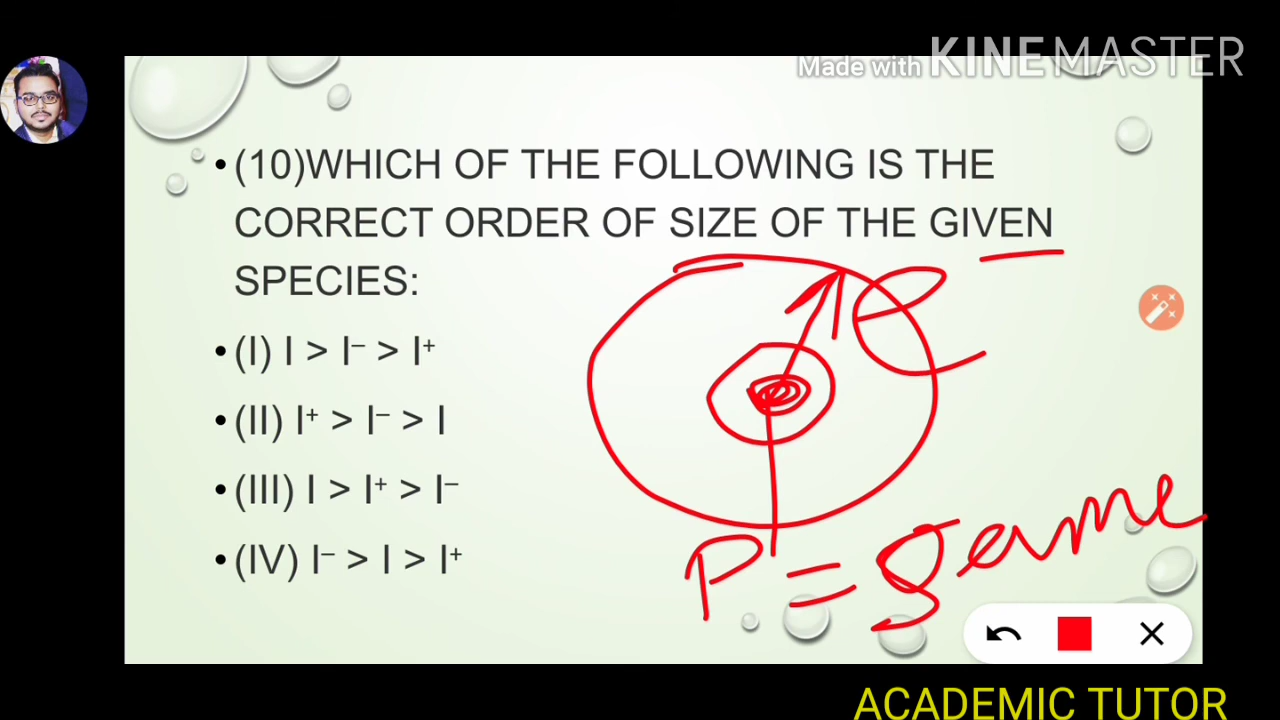 Made with KINEMASTER
• (10)WHICH OF THE FOLLOWING IS THE
CORRECT ORDER OF SIZE OF THE GIVEN
SPECIES:
• (I) I > I⁻ > I⁺
• (II) I⁺ > I⁻ > I
• (III) I > I⁺ > I⁻
• (IV) I⁻ > I > I⁺
e
P = same
ACADEMIC TUTOR